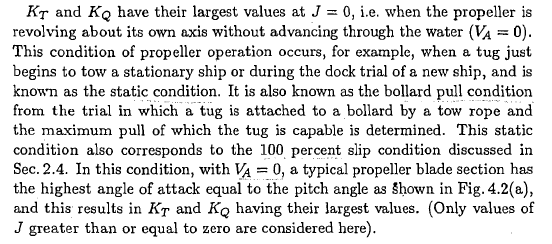 K_T and K_Q have their largest values at J = 0, i.e. when the propeller is
revolving about its own axis without advancing through the water (V_A = 0).
This condition of propeller operation occurs, for example, when a tug just
begins to tow a stationary ship or during the dock trial of a new ship, and is
known as the static condition. It is also known as the bollard pull condition
from the trial in which a tug is attached to a bollard by a tow rope and
the maximum pull of which the tug is capable is determined. This static
condition also corresponds to the 100 percent slip condition discussed in
Sec. 2.4. In this condition, with V_A = 0, a typical propeller blade section has
the highest angle of attack equal to the pitch angle as shown in Fig. 4.2(a),
and this results in K_T and K_Q having their largest values. (Only values of
J greater than or equal to zero are considered here).